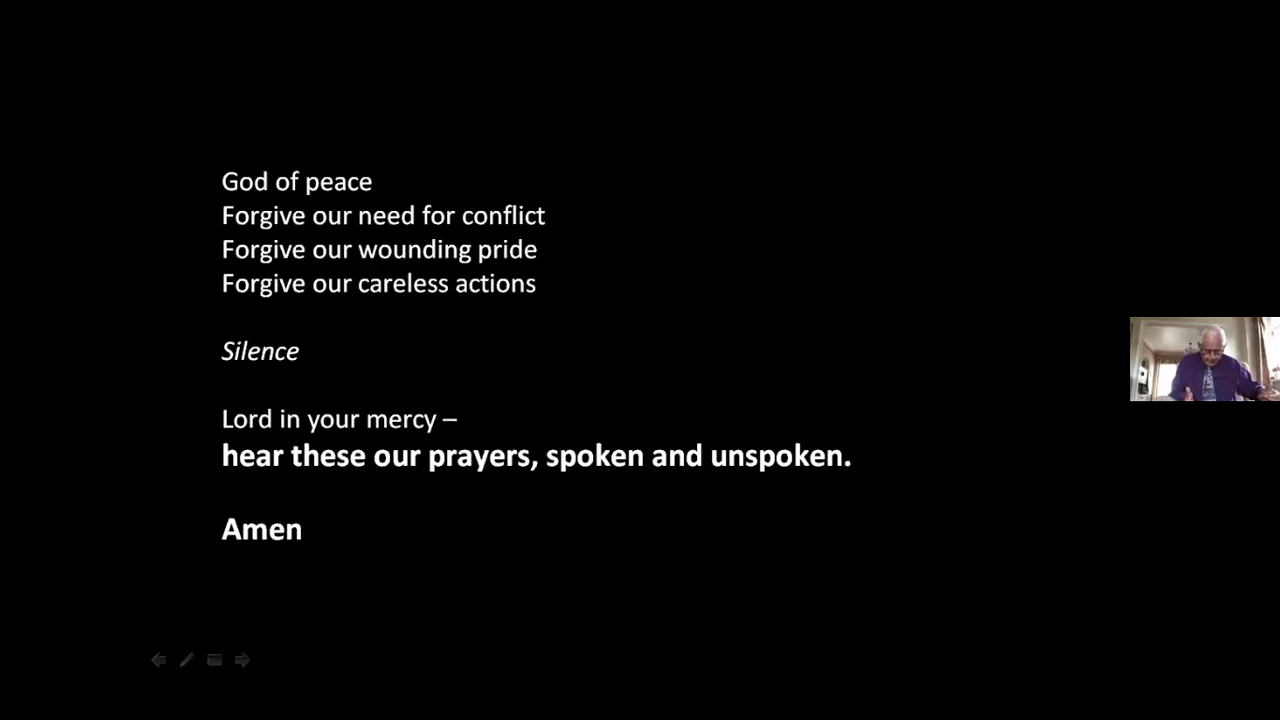 God of peace
Forgive our need for conflict
Forgive our wounding pride
Forgive our careless actions
Silence
Lord in your mercy –
hear these our prayers, spoken and unspoken.
Amen